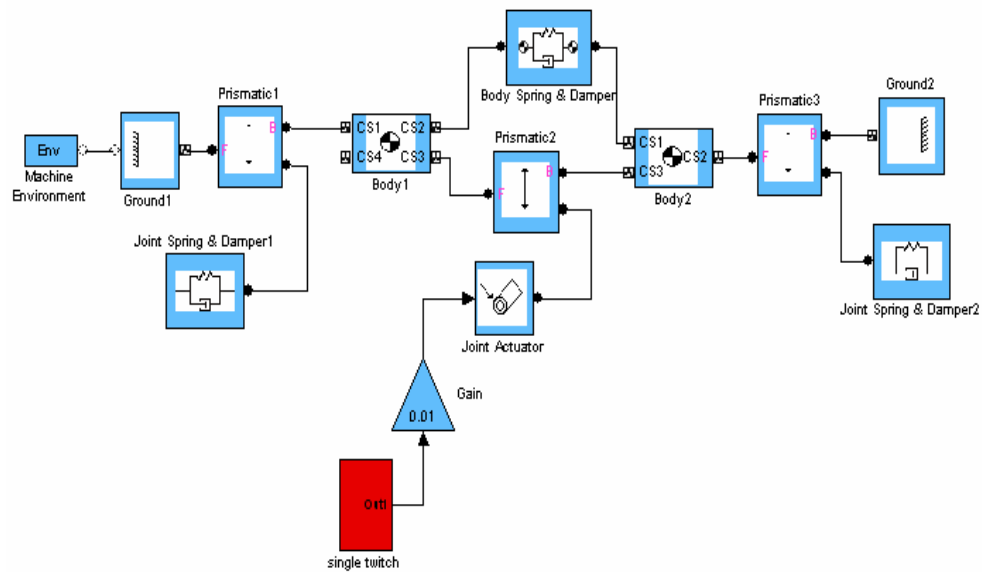 Body Spring & Damper
Prismatic1
B
F
CS1 CS2
CS4 CS3
Body1
Prismatic2
B
F
CS1
CS2
CS3
Body2
Prismatic3
B
F
Ground2
Env
Machine
Environment
Ground1
Joint Spring & Damper1
Joint Actuator
Joint Spring & Damper2
Gain
0.01
Out1
single twitch